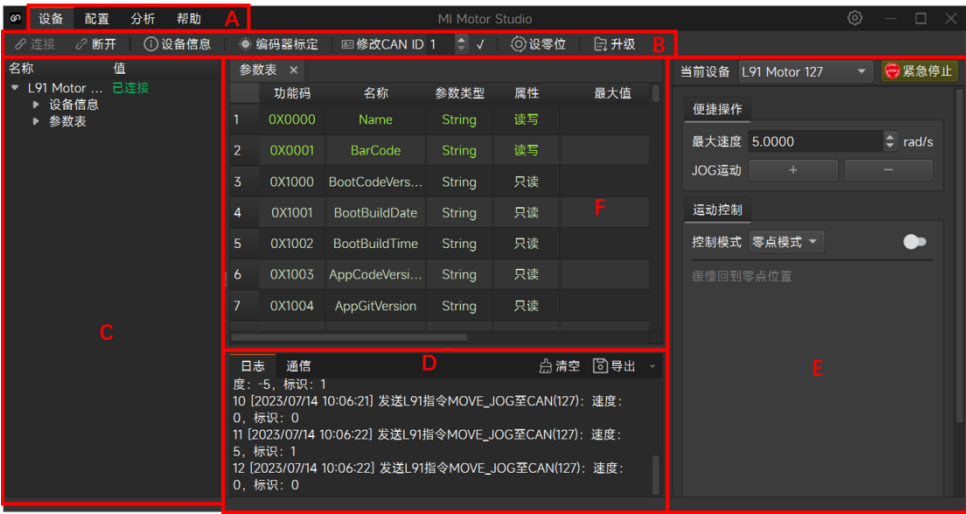 设备 配置 分析 帮助 A MI Motor Studio
连接 断开 设备信息 编码器标定 修改CAN ID 1 √ 设零位 升级 B
名称 值
L91 Motor ... 已连接
设备信息
参数表
C
参数表 ×
功能码 名称 参数类型 属性 最大值
1 0X0000 Name String 读写
2 0X0001 BarCode String 读写
3 0X1000 BootCodeVers... String 只读
4 0X1001 BootBuildDate String 只读
5 0X1002 BootBuildTime String 只读
6 0X1003 AppCodeVersi... String 只读
7 0X1004 AppGitVersion String 只读
F
日志 通信 D 清空 导出
度：-5，标识：1
10 [2023/07/14 10:06:21] 发送L91指令MOVE_JOG至CAN(127)：速度：
0，标识：0
11 [2023/07/14 10:06:22] 发送L91指令MOVE_JOG至CAN(127)：速度：
5，标识：1
12 [2023/07/14 10:06:22] 发送L91指令MOVE_JOG至CAN(127)：速度：
0，标识：0
当前设备 L91 Motor 127 STOP 紧急停止
便捷操作
最大速度 5.0000 rad/s
JOG运动 + −
运动控制
控制模式 零点模式
缓慢回到零点位置
E